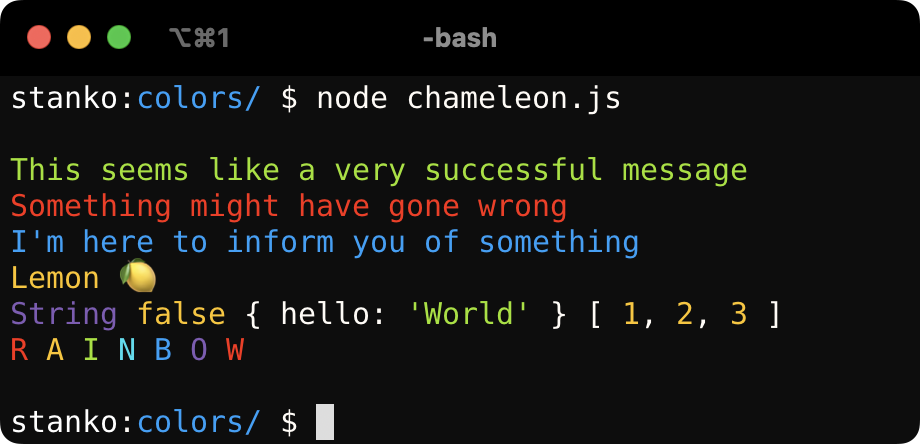 ⌥⌘1 -bash
stanko:colors/ $ node chameleon.js
This seems like a very successful message
Something might have gone wrong
I'm here to inform you of something
Lemon 🍋
String false { hello: 'World' } [ 1, 2, 3 ]
R A I N B O W
stanko:colors/ $